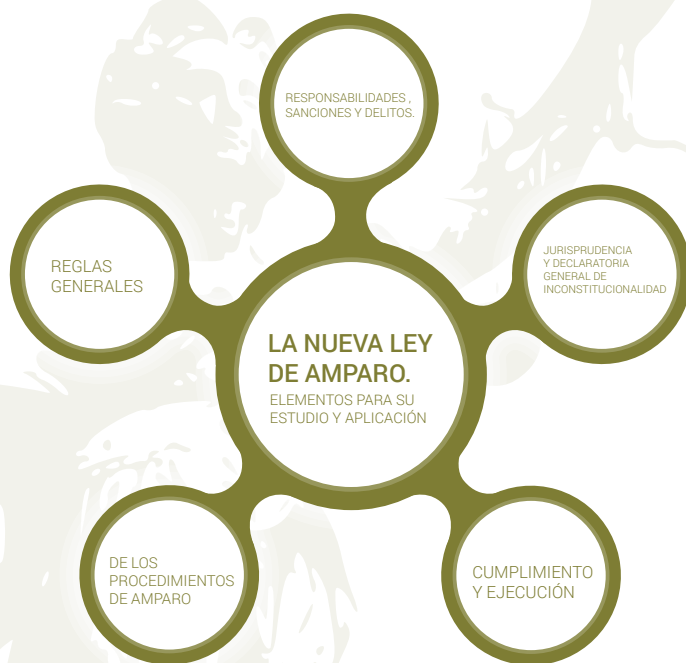 RESPONSABILIDADES ,
SANCIONES Y DELITOS.
REGLAS
GENERALES
JURISPRUDENCIA
Y DECLARATORIA
GENERAL DE
INCONSTITUCIONALIDAD
LA NUEVA LEY
DE AMPARO.
ELEMENTOS PARA SU
ESTUDIO Y APLICACIÓN
DE LOS
PROCEDIMIENTOS
DE AMPARO
CUMPLIMIENTO
Y EJECUCIÓN